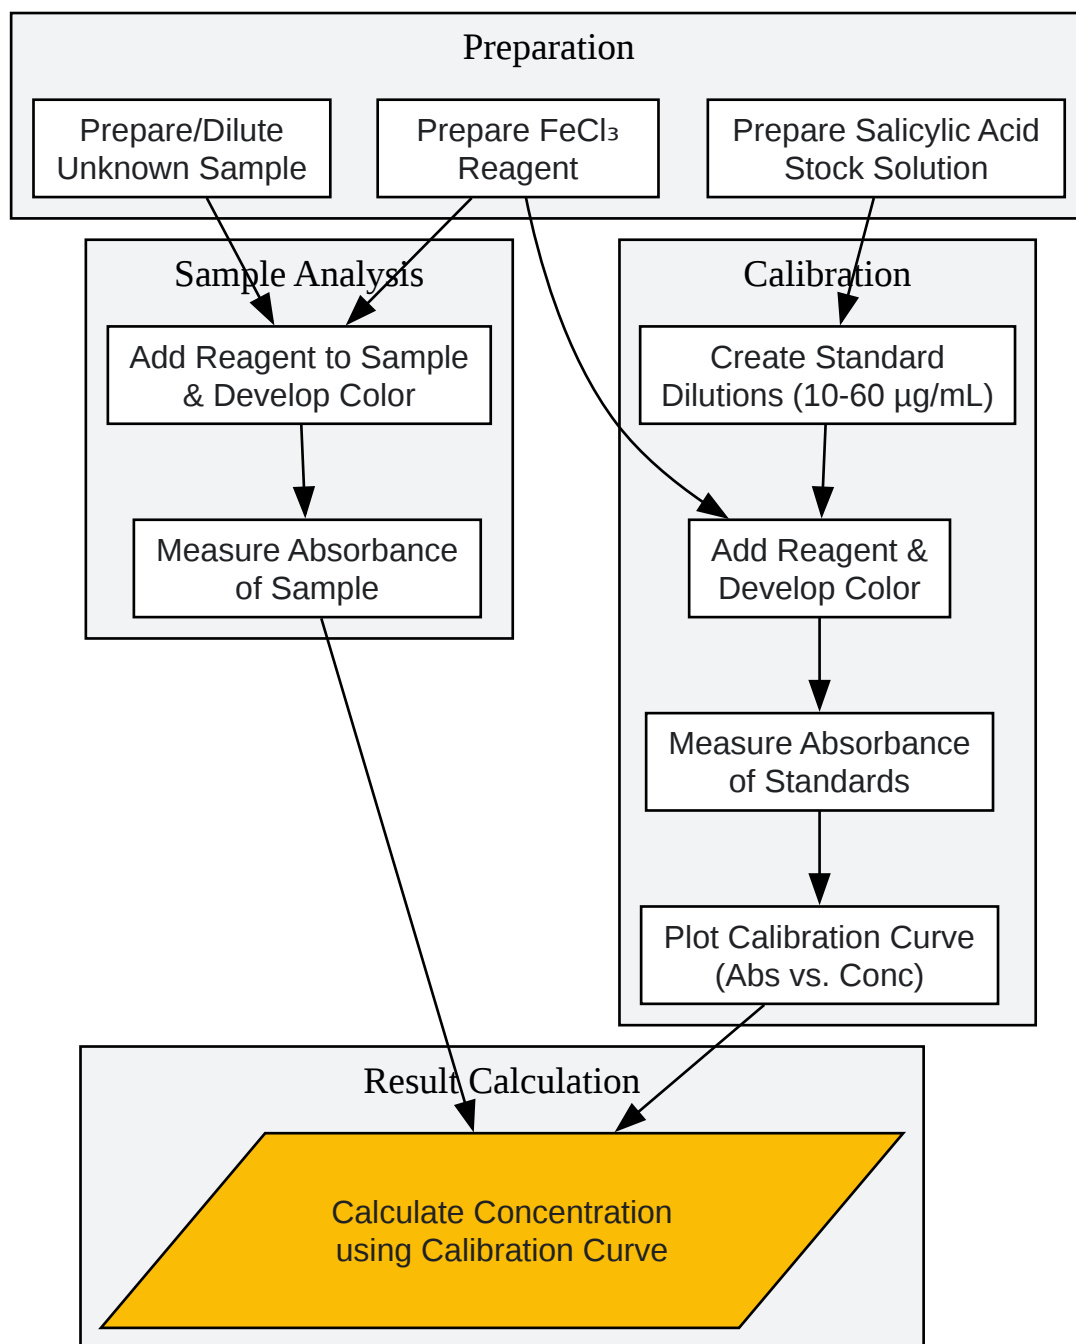 Preparation
Prepare/Dilute
Unknown Sample
Prepare FeCl₃
Reagent
Prepare Salicylic Acid
Stock Solution
Sample Analysis
Add Reagent to Sample
& Develop Color
Measure Absorbance
of Sample
Calibration
Create Standard
Dilutions (10-60 µg/mL)
Add Reagent &
Develop Color
Measure Absorbance
of Standards
Plot Calibration Curve
(Abs vs. Conc)
Result Calculation
Calculate Concentration
using Calibration Curve